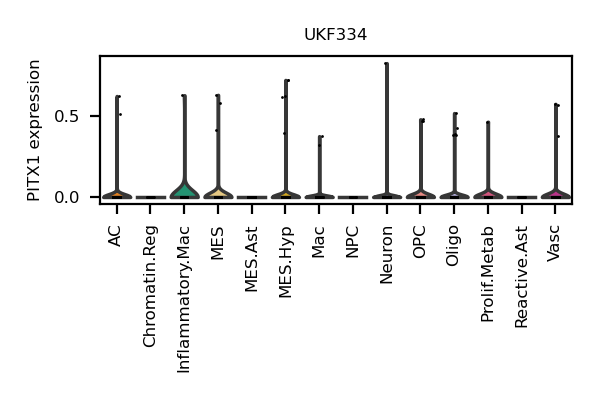 UKF334
PITX1 expression
0.5
0.0
AC
Chromatin.Reg
Inflammatory.Mac
MES
MES.Ast
MES.Hyp
Mac
NPC
Neuron
OPC
Oligo
Prolif.Metab
Reactive.Ast
Vasc